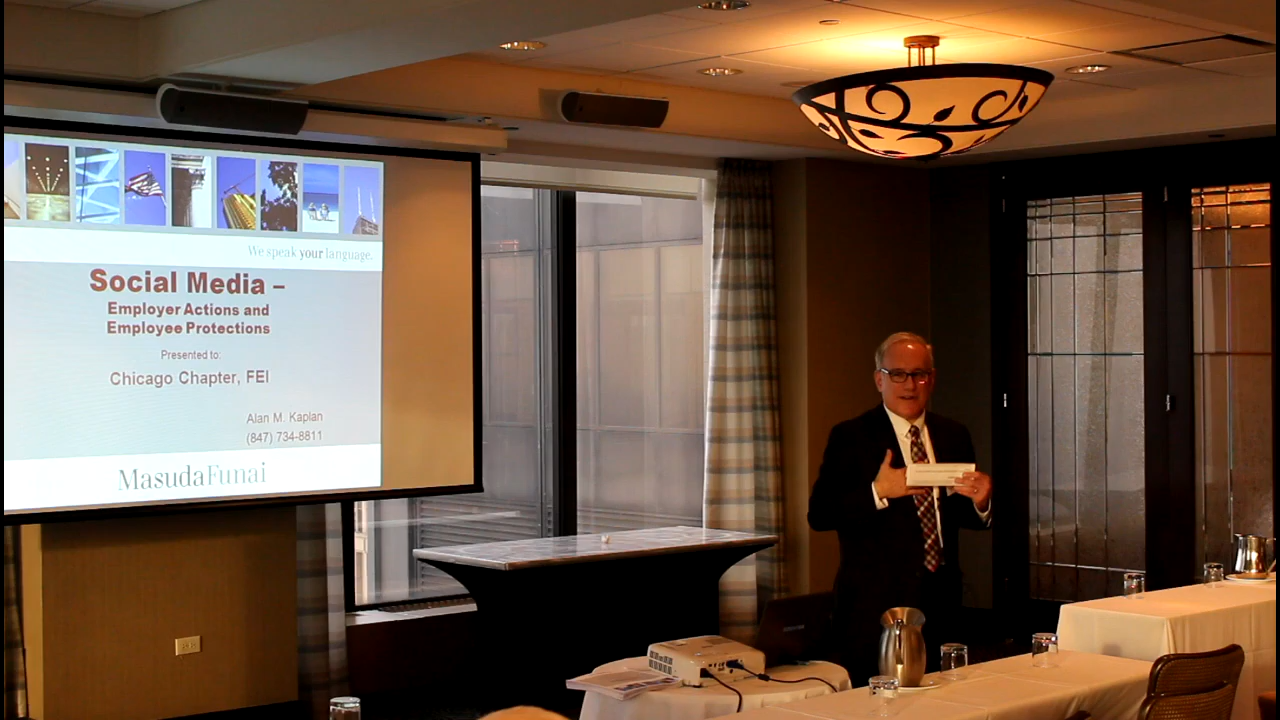 We speak your language.
Social Media –
Employer Actions and
Employee Protections
Presented to:
Chicago Chapter, FEI
Alan M. Kaplan
(847) 734-8811
MasudaFunai